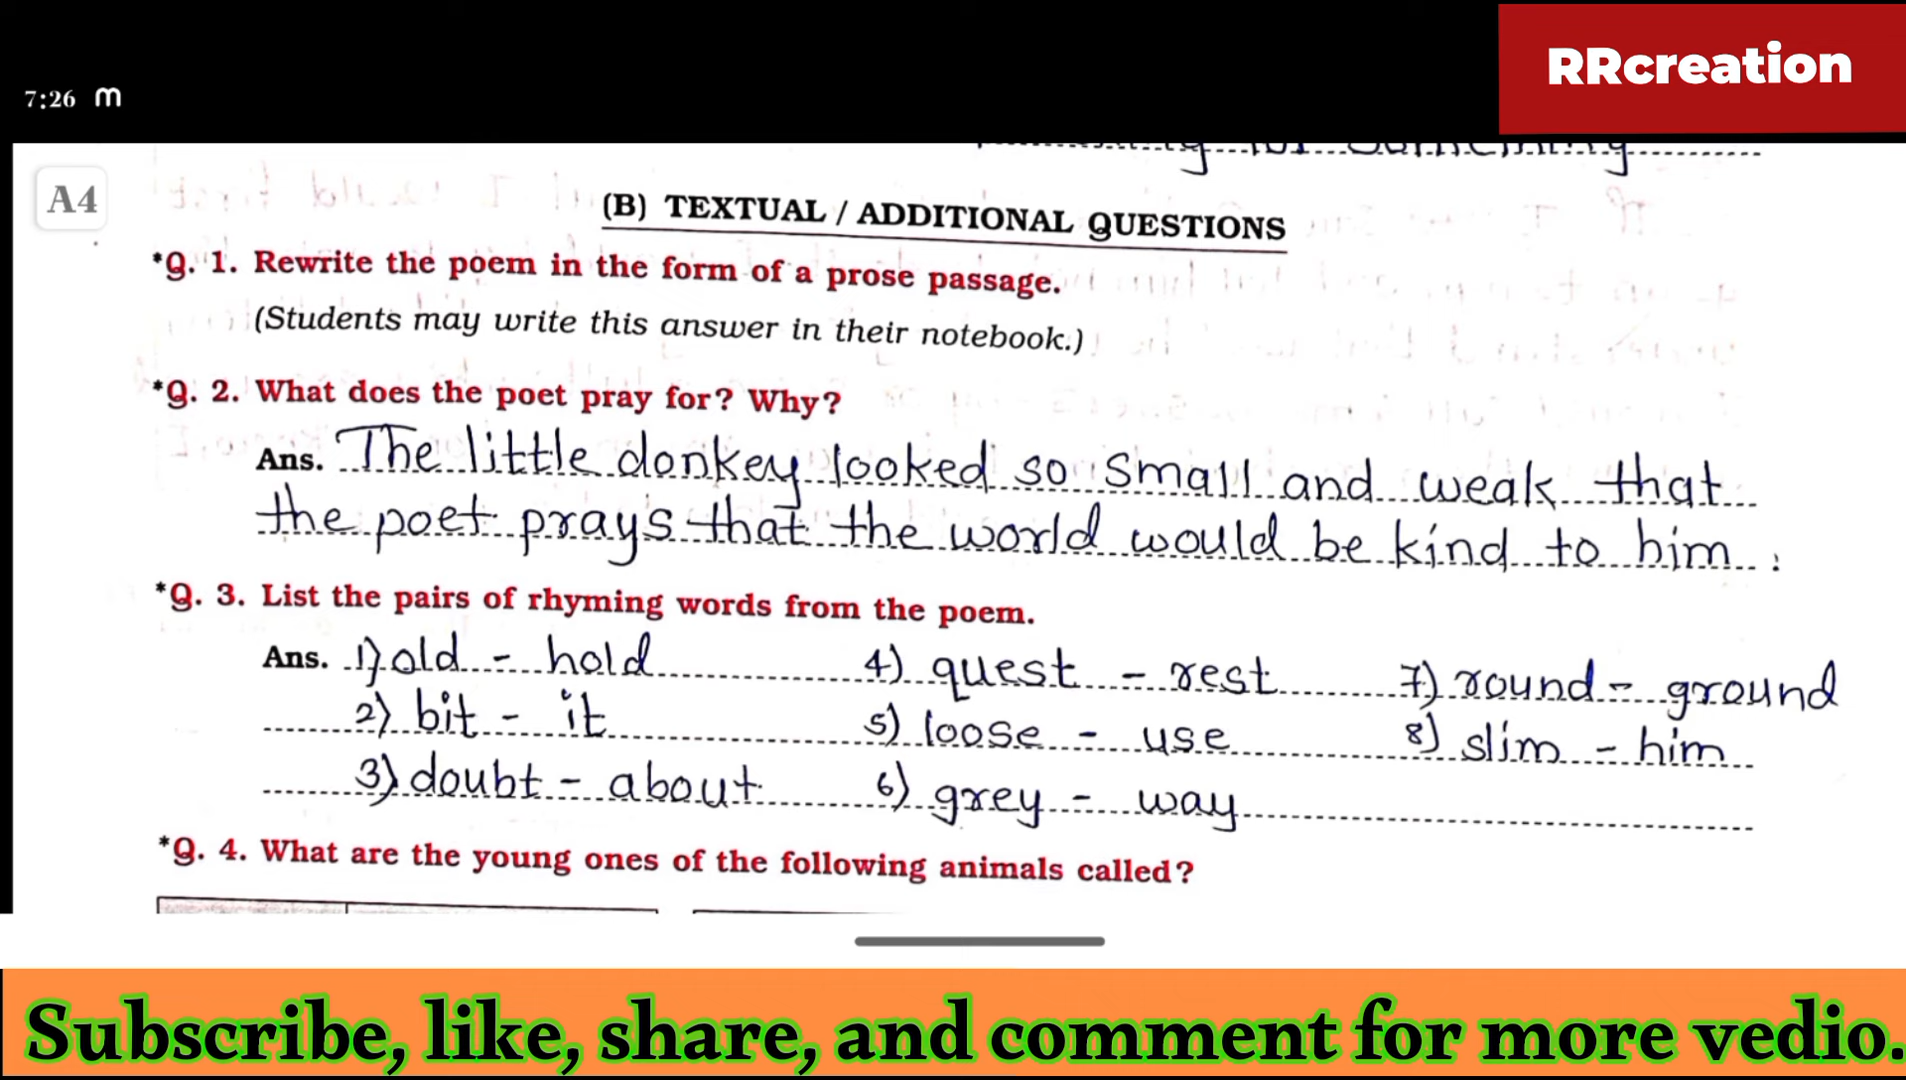 RRcreation
7:26 m
A4
(B) TEXTUAL / ADDITIONAL QUESTIONS
*Q. 1. Rewrite the poem in the form of a prose passage.
(Students may write this answer in their notebook.)
*Q. 2. What does the poet pray for? Why?
Ans. The little donkey looked so small and weak that
the poet prays that the world would be kind to him.
*Q. 3. List the pairs of rhyming words from the poem.
Ans. 1) old - hold 4) quest - rest 7) round - ground
2) bit - it 5) loose - use 8) slim - him
3) doubt - about 6) grey - way
*Q. 4. What are the young ones of the following animals called?
Subscribe, like, share, and comment for more vedio.